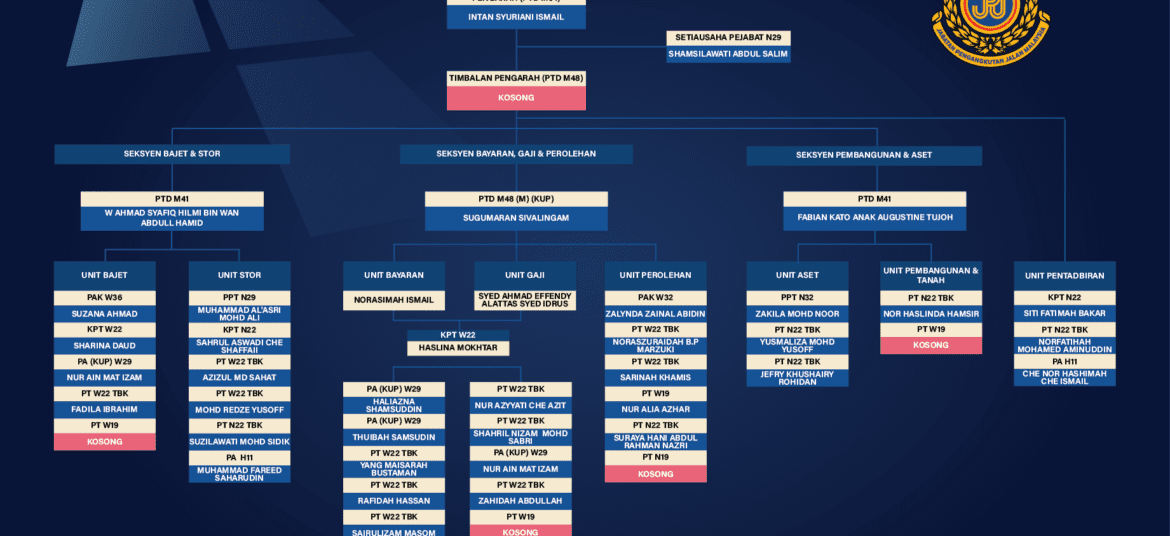 INTAN SYURIANI ISMAIL
SETIAUSAHA PEJABAT N29
SHAMSILAWATI ABDUL SALIM
JABATAN PENGANGKUTAN JALAN MALAYSIA
TIMBALAN PENGARAH (PTD M48)
KOSONG
SEKSYEN BAJET & STOR
SEKSYEN BAYARAN, GAJI & PEROLEHAN
SEKSYEN PEMBANGUNAN & ASET
PTD M41
W AHMAD SYAFIQ HILMI BIN WAN
ABDULL HAMID
PTD M48 (M) (KUP)
SUGUMARAN SIVALINGAM
PTD M41
FABIAN KATO ANAK AUGUSTINE TUJOH
UNIT BAJET
PAK W36
SUZANA AHMAD
KPT W22
SHARINA DAUD
PA (KUP) W29
NUR AIN MAT IZAM
PT W22 TBK
FADILA IBRAHIM
PT W19
KOSONG
UNIT STOR
PPT N29
MUHAMMAD AL'ASRI
MOHD ALI
KPT N22
SAHRUL ASWADI CHE
SHAFFAII
PT W22 TBK
AZIZUL MD SAHAT
PT W22 TBK
MOHD REDZE YUSOFF
PT N22 TBK
SUZILAWATI MOHD SIDIK
PA H11
MUHAMMAD FAREED
SAHARUDIN
UNIT BAYARAN
NORASIMAH ISMAIL
UNIT GAJI
SYED AHMAD EFFENDY
ALATTAS SYED IDRUS
KPT W22
HASLINA MOKHTAR
PA (KUP) W29
HALIAZNA
SHAMSUDDIN
PA (KUP) W29
THUIBAH SAMSUDIN
PT W22 TBK
YANG MAISARAH
BUSTAMAN
PT W22 TBK
RAFIDAH HASSAN
PT W22 TBK
SAIRULIZAM MASOM
PT W22 TBK
NUR AZYYATI CHE AZIT
PT W22 TBK
SHAHRIL NIZAM MOHD
SABRI
PA (KUP) W29
NUR AIN MAT IZAM
PT W22 TBK
ZAHIDAH ABDULLAH
PT W19
KOSONG
UNIT PEROLEHAN
PAK W32
ZALYNDA ZAINAL ABIDIN
PT W22 TBK
NORASZURAIDAH B.P
MARZUKI
PT W22 TBK
SARINAH KHAMIS
PT W19
NUR ALIA AZHAR
PT N22 TBK
SURAYA HANI ABDUL
RAHMAN NAZRI
PT N19
KOSONG
UNIT ASET
PPT N32
ZAKILA MOHD NOOR
PT N22 TBK
YUSMALIZA MOHD
YUSOFF
PT N22 TBK
JEFRY KHUSHAIRY
ROHIDAN
UNIT PEMBANGUNAN &
TANAH
PT N22 TBK
NOR HASLINDA HAMSIR
PT W19
KOSONG
UNIT PENTADBIRAN
KPT N22
SITI FATIMAH BAKAR
PT N22 TBK
NORFATIHAH
MOHAMED AMINUDDIN
PA H11
CHE NOR HASHIMAH
CHE ISMAIL